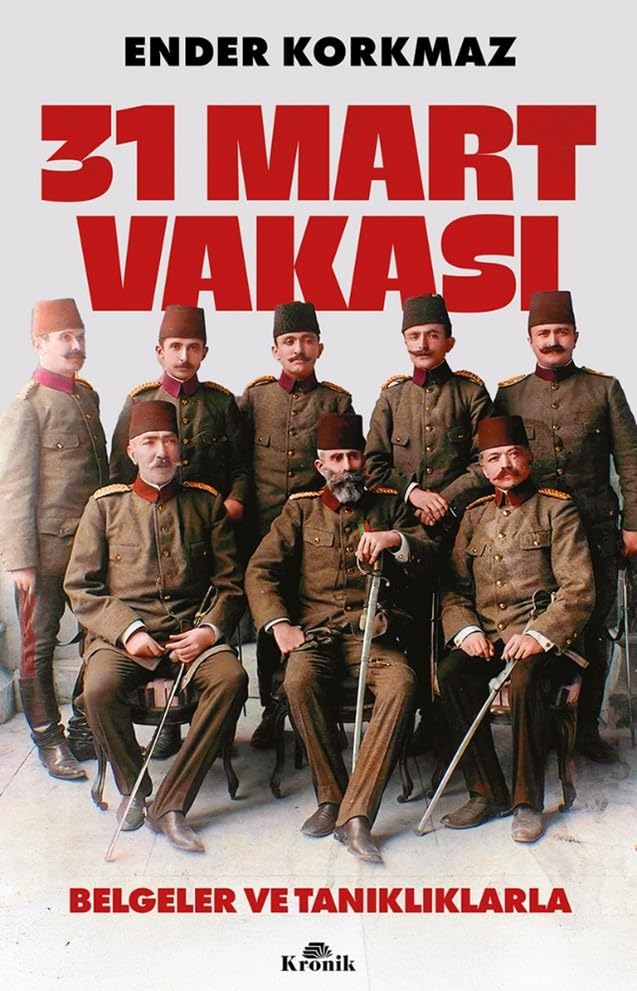 ENDER KORKMAZ
31 MART
VAKASI
BELGELER VE TANIKLIKLARLA
Kronik